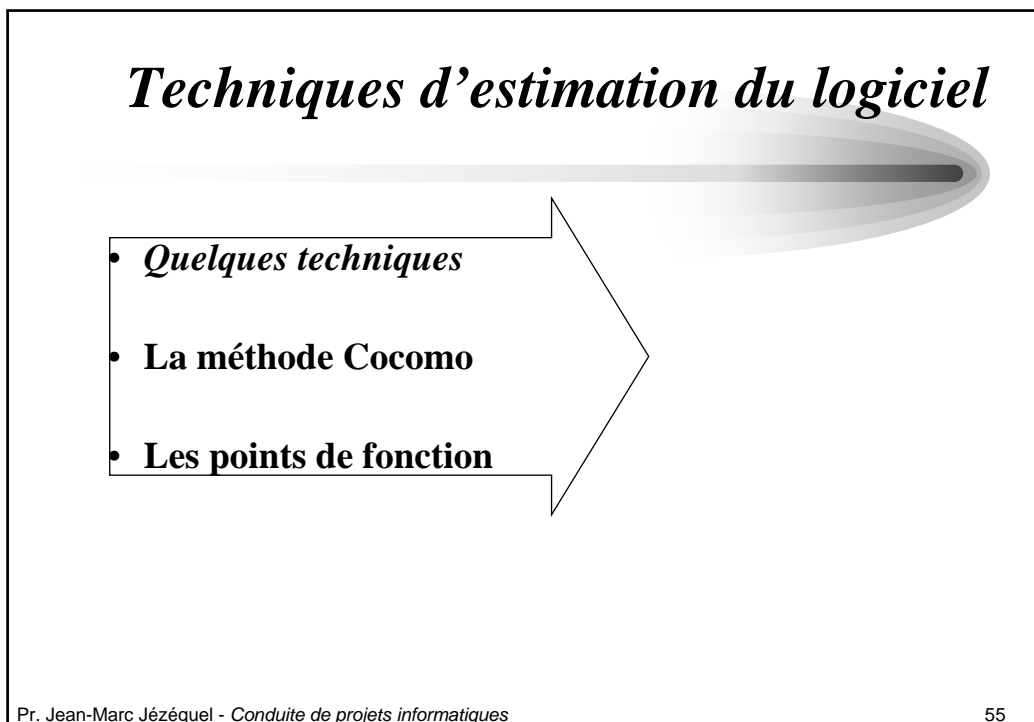 Techniques d’estimation du logiciel
• Quelques techniques
• La méthode Cocomo
• Les points de fonction
Pr. Jean-Marc Jézéquel - Conduite de projets informatiques 55